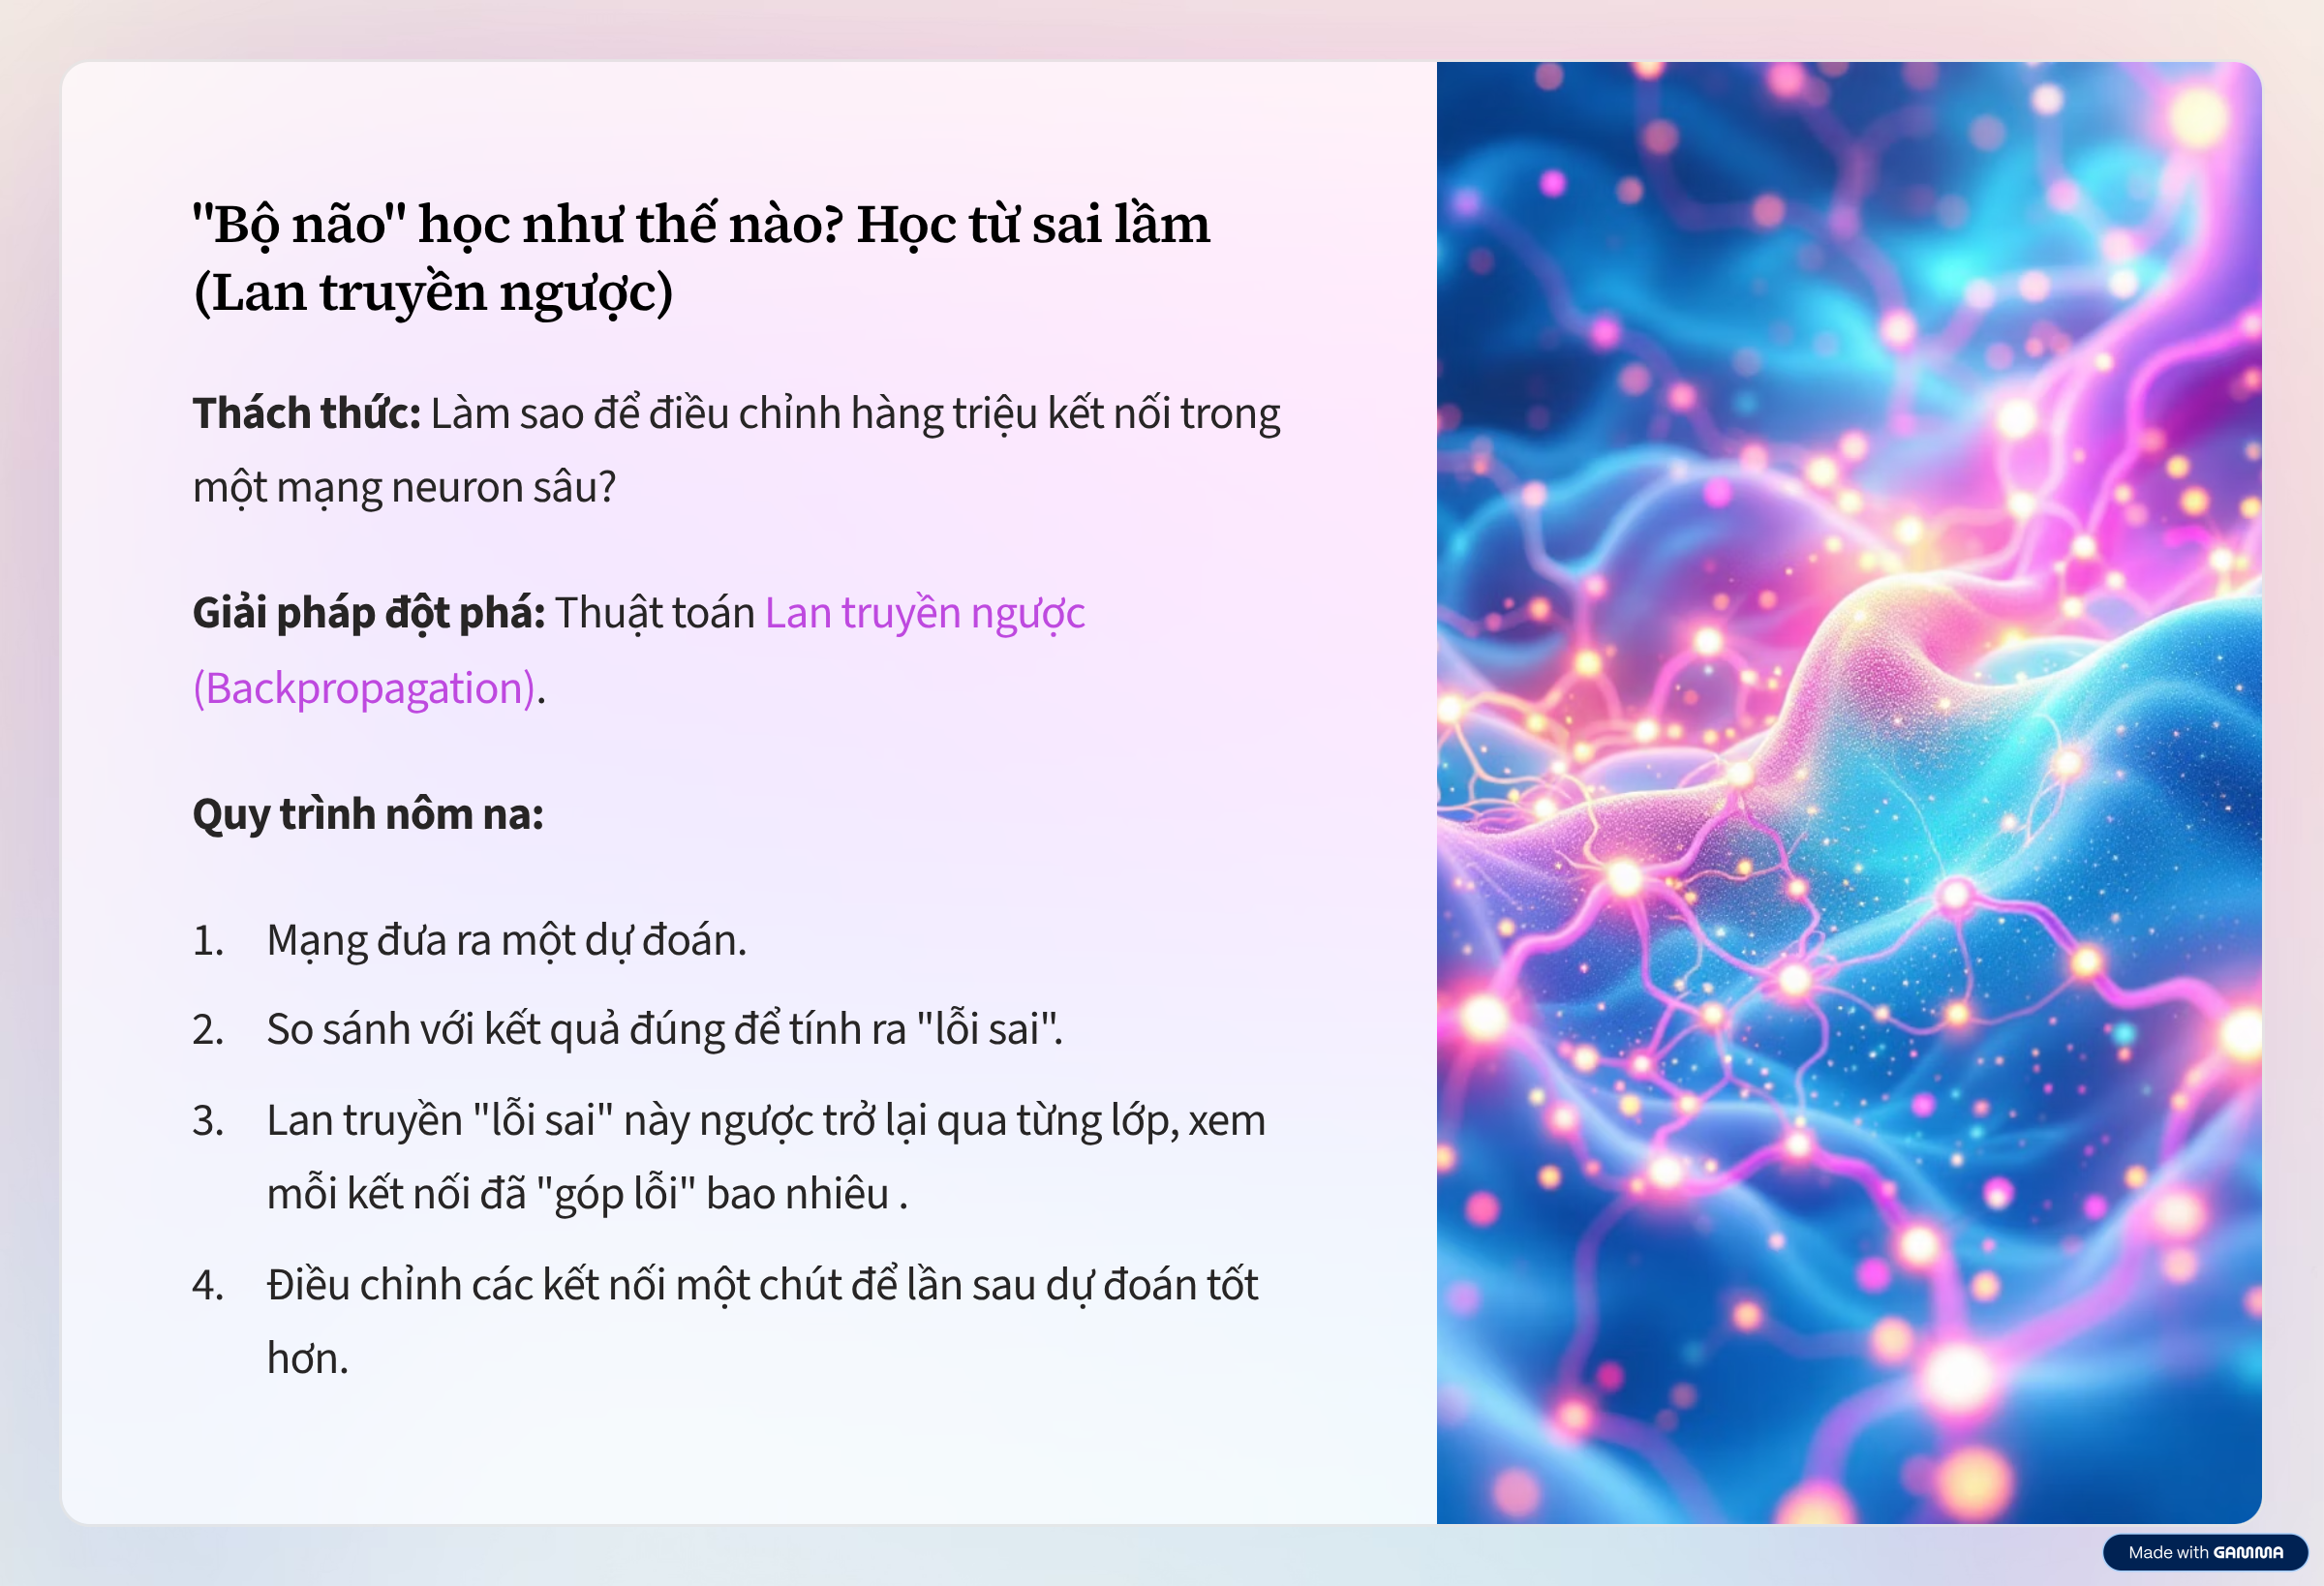 "Bộ não" học như thế nào? Học từ sai lầm
(Lan truyền ngược)
Thách thức: Làm sao để điều chỉnh hàng triệu kết nối trong
một mạng neuron sâu?
Giải pháp đột phá: Thuật toán Lan truyền ngược
(Backpropagation).
Quy trình nôm na:
1. Mạng đưa ra một dự đoán.
2. So sánh với kết quả đúng để tính ra "lỗi sai".
3. Lan truyền "lỗi sai" này ngược trở lại qua từng lớp, xem
mỗi kết nối đã "góp lỗi" bao nhiêu .
4. Điều chỉnh các kết nối một chút để lần sau dự đoán tốt
hơn.
Made with GAMMA